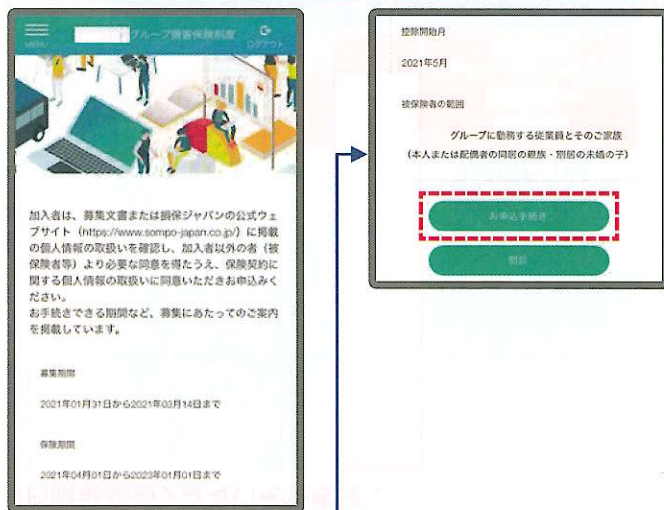 MENU
グループ損害保険制度
ログアウト
加入者は、募集文書または損保ジャパンの公式ウェ
ブサイト（https://www.sompo-japan.co.jp/）に掲載
の個人情報の取扱いを確認し、加入者以外の者（被
保険者等）より必要な同意を得たうえ、保険契約に
関する個人情報の取扱いに同意いただきお申込みく
ださい。
お手続きできる期間など、募集にあたってのご案内
を掲載しています。
募集期間
2021年01月31日から2021年03月14日まで
保険期間
2021年04月01日から2023年01月01日まで
控除開始月
2021年5月
被保険者の範囲
グループに勤務する従業員とそのご家族
（本人または配偶者の同居の親族・別居の未婚の子）
お申込手続き